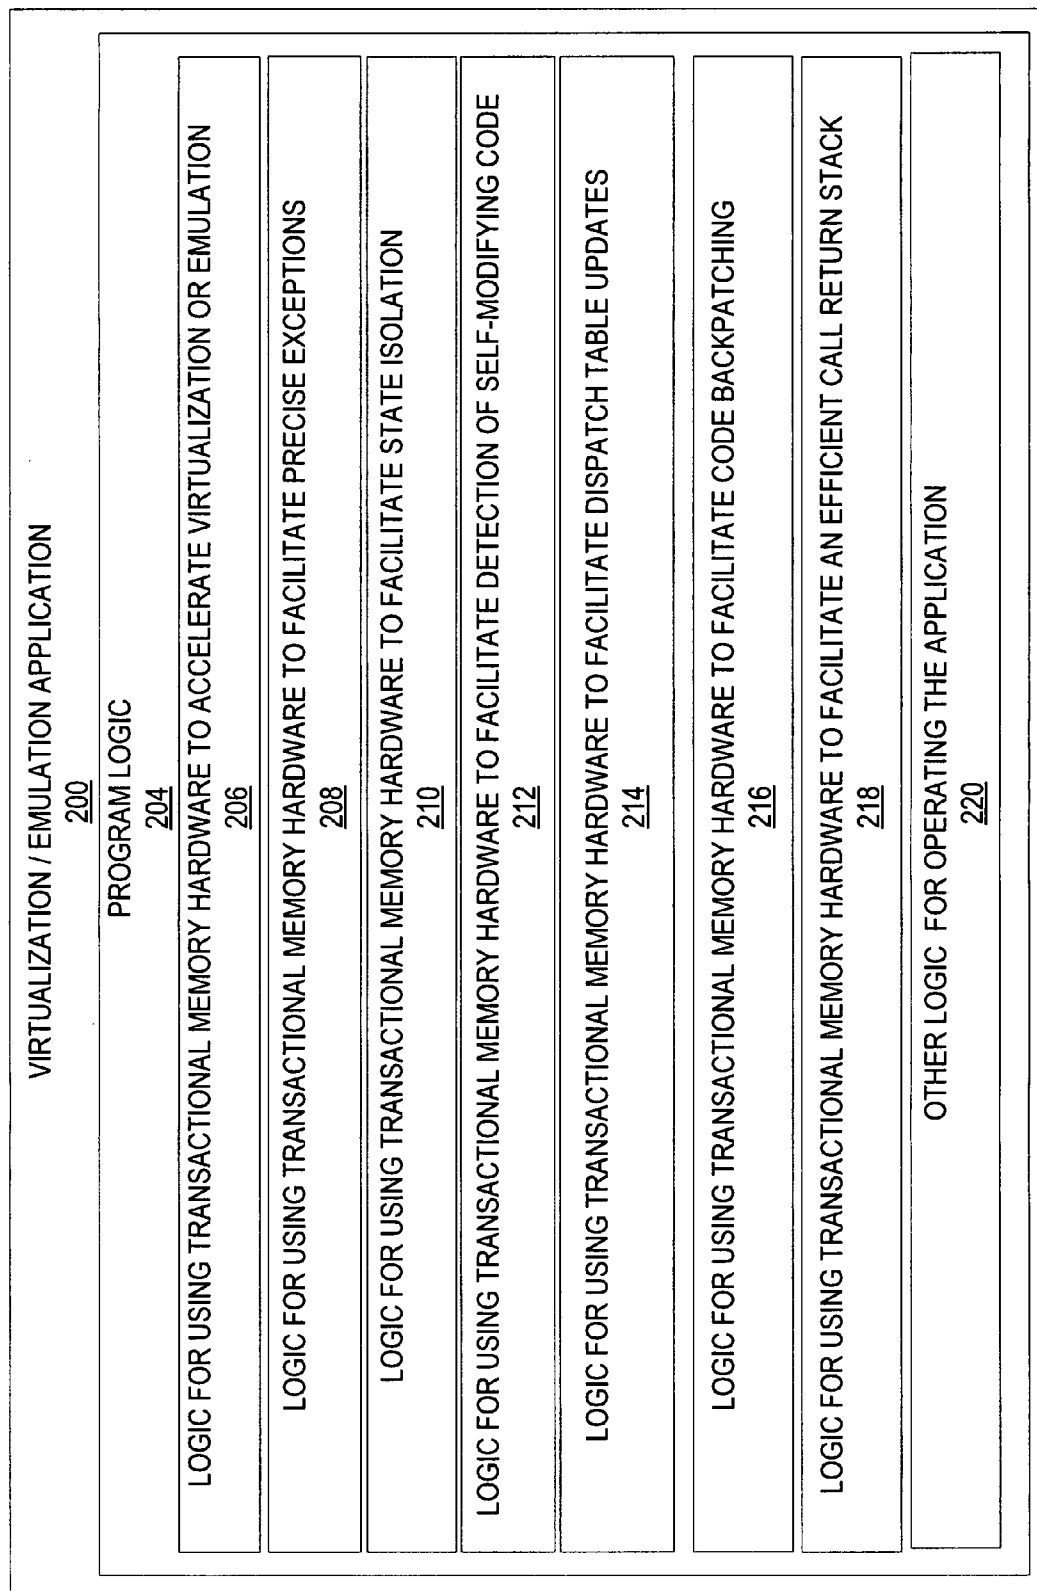 VIRTUALIZATION / EMULATION APPLICATION
200
PROGRAM LOGIC
204
LOGIC FOR USING TRANSACTIONAL MEMORY HARDWARE TO ACCELERATE VIRTUALIZATION OR EMULATION
206
LOGIC FOR USING TRANSACTIONAL MEMORY HARDWARE TO FACILITATE PRECISE EXCEPTIONS
208
LOGIC FOR USING TRANSACTIONAL MEMORY HARDWARE TO FACILITATE STATE ISOLATION
210
LOGIC FOR USING TRANSACTIONAL MEMORY HARDWARE TO FACILITATE DETECTION OF SELF-MODIFYING CODE
212
LOGIC FOR USING TRANSACTIONAL MEMORY HARDWARE TO FACILITATE DISPATCH TABLE UPDATES
214
LOGIC FOR USING TRANSACTIONAL MEMORY HARDWARE TO FACILITATE CODE BACKPATCHING
216
LOGIC FOR USING TRANSACTIONAL MEMORY HARDWARE TO FACILITATE AN EFFICIENT CALL RETURN STACK
218
OTHER LOGIC FOR OPERATING THE APPLICATION
220